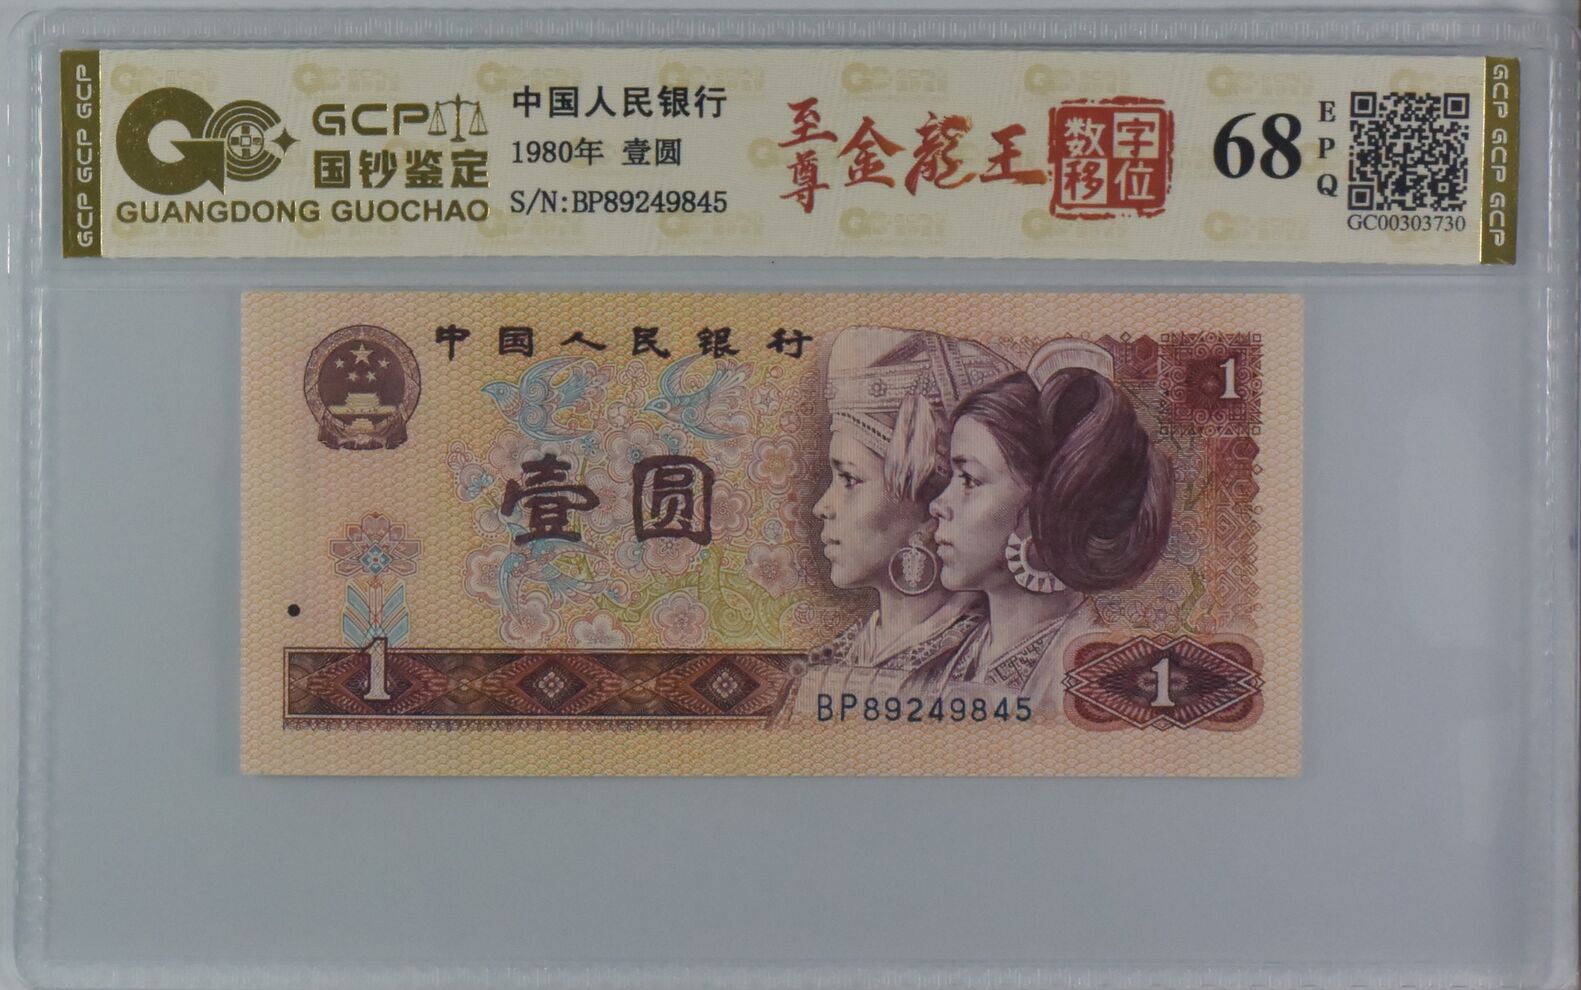 GCP GCP GCP
GCP
国钞鉴定
GUANGDONG GUOCHAO
中国人民银行
1980年 壹圆
S/N:BP89249845
至尊
金龍王
数移
字位
68
EPQ
GC00303730
GCP GCP GCP
中国人民银行
1
壹圆
1
BP89249845
1